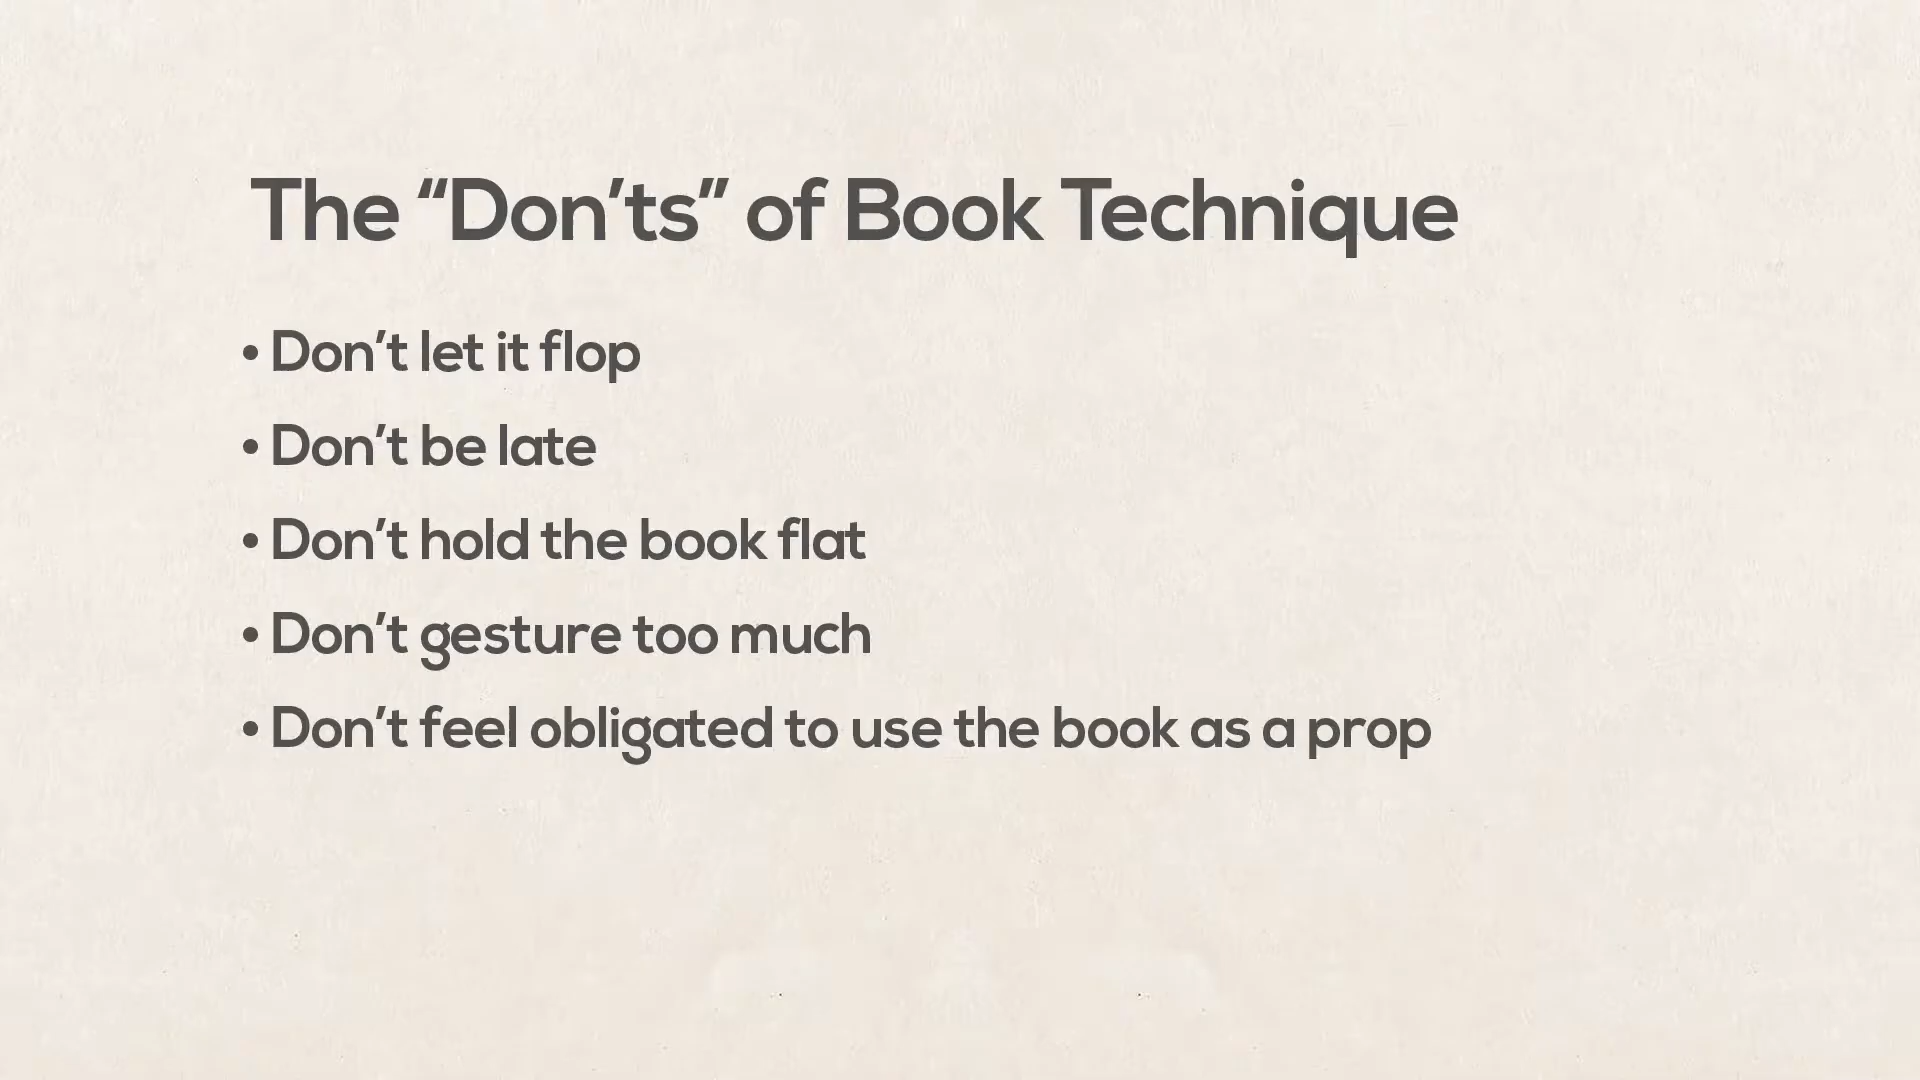 The “Don’ts” of Book Technique
• Don’t let it flop
• Don’t be late
• Don’t hold the book flat
• Don’t gesture too much
• Don’t feel obligated to use the book as a prop